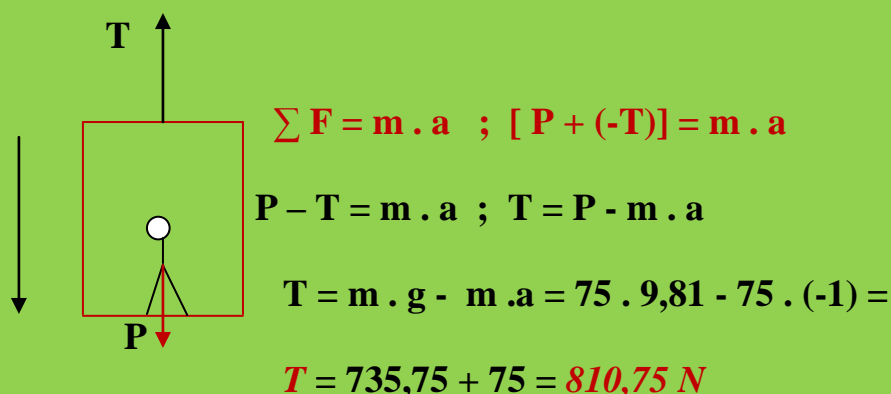 T
∑ F = m . a ; [ P + (-T)] = m . a
P – T = m . a ; T = P - m . a
T = m . g - m .a = 75 . 9,81 - 75 . (-1) =
P
T = 735,75 + 75 = 810,75 N